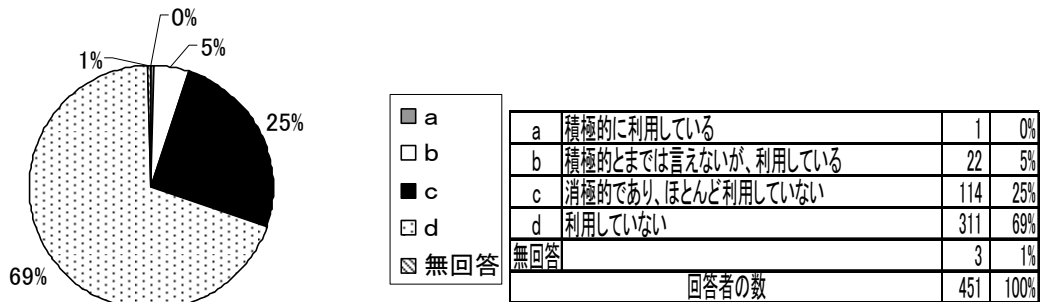 0%
1%
5%
25%
69%
a
b
c
d
無回答
a 積極的に利用している 1 0%
b 積極的とまでは言えないが、利用している 22 5%
c 消極的であり、ほとんど利用していない 114 25%
d 利用していない 311 69%
無回答 3 1%
回答者の数 451 100%